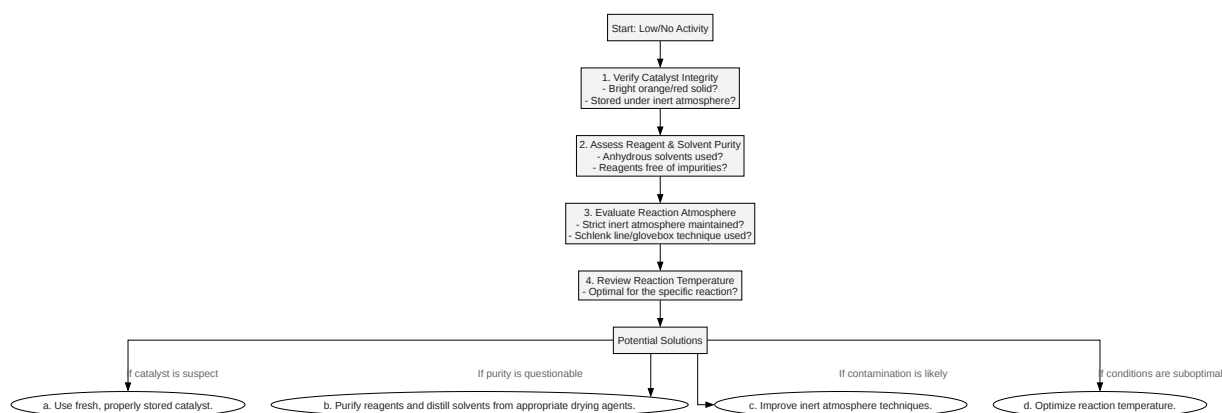 Start: Low/No Activity
1. Verify Catalyst Integrity
- Bright orange/red solid?
- Stored under inert atmosphere?
2. Assess Reagent & Solvent Purity
- Anhydrous solvents used?
- Reagents free of impurities?
3. Evaluate Reaction Atmosphere
- Strict inert atmosphere maintained?
- Schlenk line/glovebox technique used?
4. Review Reaction Temperature
- Optimal for the specific reaction?
Potential Solutions
If catalyst is suspect
If purity is questionable
If contamination is likely
If conditions are suboptimal
a. Use fresh, properly stored catalyst.
b. Purify reagents and distill solvents from appropriate drying agents.
c. Improve inert atmosphere techniques.
d. Optimize reaction temperature.